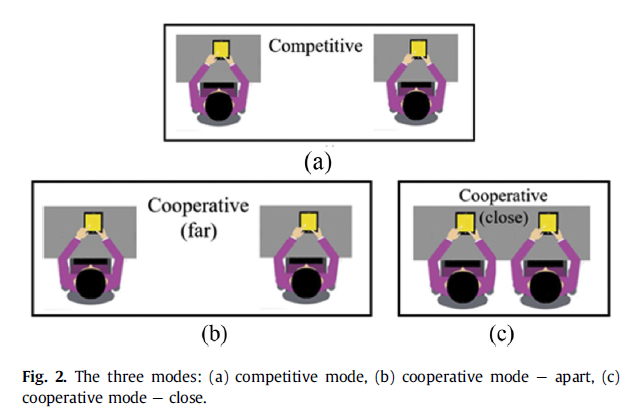 Competitive
(a)
Cooperative
(far)
Cooperative
(close)
(b)
(c)
Fig. 2. The three modes: (a) competitive mode, (b) cooperative mode − apart, (c)
cooperative mode − close.